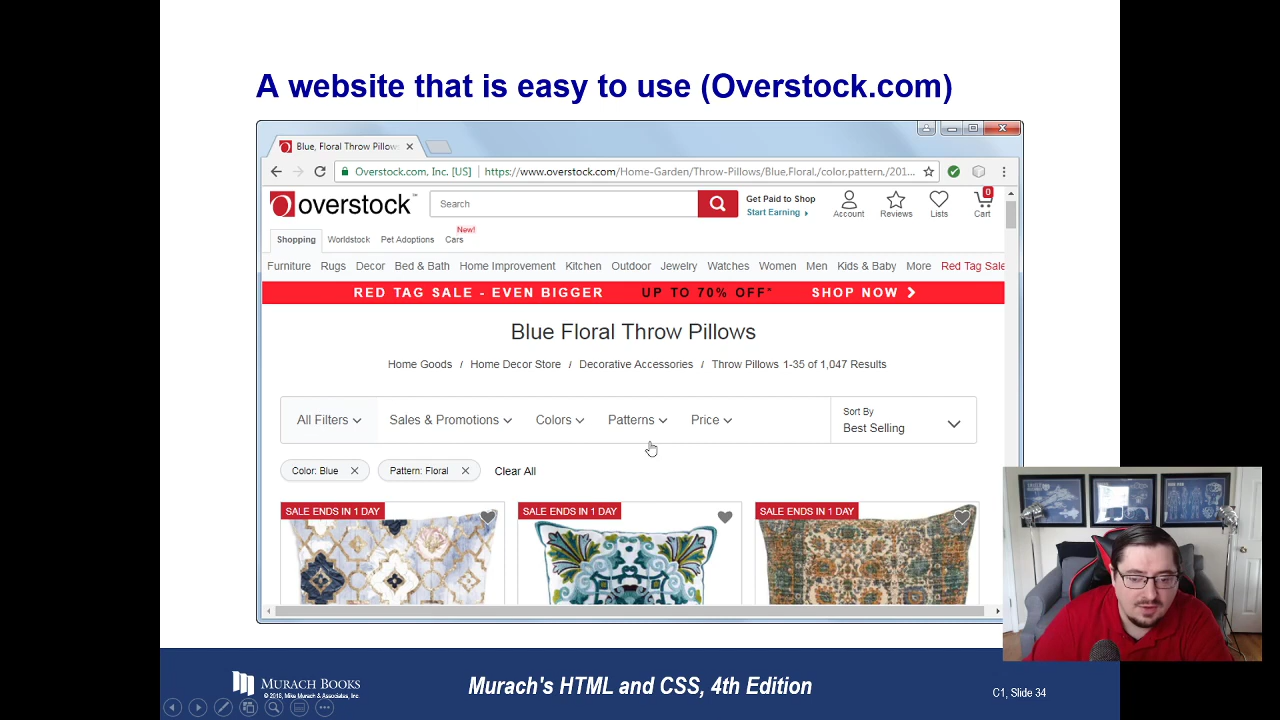 A website that is easy to use (Overstock.com)
Blue, Floral Throw Pillows
Overstock.com, Inc. [US]
https://www.overstock.com/Home-Garden/Throw-Pillows/Blue,Floral,/color,pattern,/201...
overstock™
Search
Get Paid to Shop
Start Earning
Account
Reviews
Lists
0
Cart
Shopping
Worldstock
Pet Adoptions
Cars
New!
Furniture Rugs Decor Bed & Bath Home Improvement Kitchen Outdoor Jewelry Watches Women Men Kids & Baby More Red Tag Sale
RED TAG SALE - EVEN BIGGER UP TO 70% OFF* SHOP NOW
Blue Floral Throw Pillows
Home Goods / Home Decor Store / Decorative Accessories / Throw Pillows 1-35 of 1,047 Results
All Filters Sales & Promotions Colors Patterns Price
Sort By
Best Selling
Color: Blue Pattern: Floral Clear All
SALE ENDS IN 1 DAY SALE ENDS IN 1 DAY SALE ENDS IN 1 DAY
MURACH BOOKS
© 2018, Mike Murach & Associates, Inc.
Murach's HTML and CSS, 4th Edition
C1, Slide 34